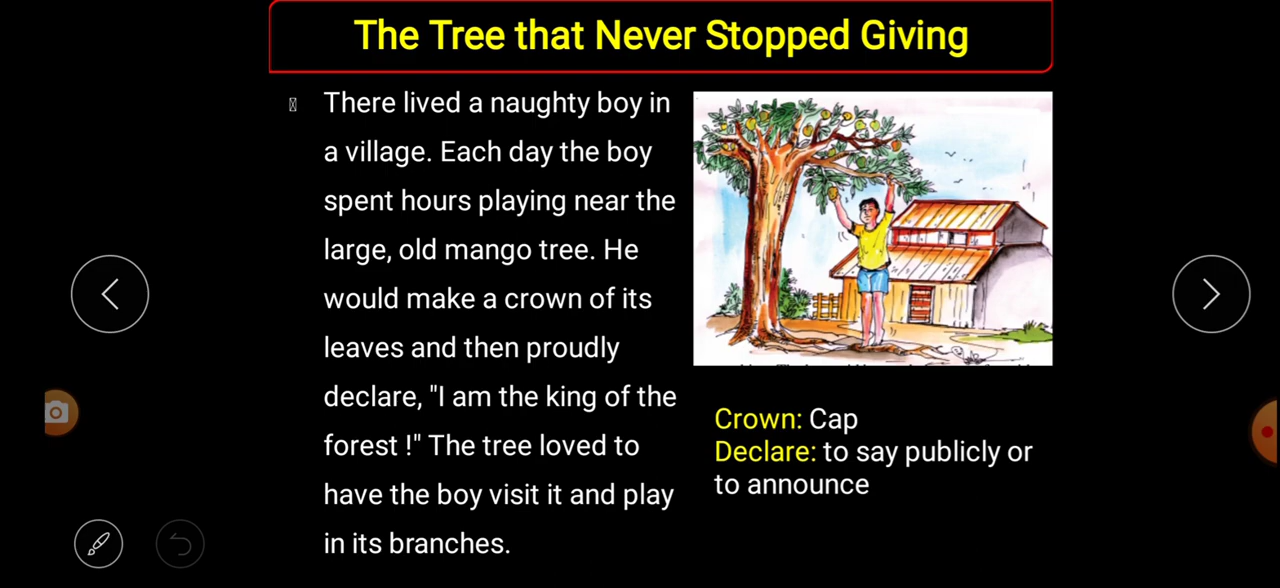 The Tree that Never Stopped Giving
There lived a naughty boy in
a village. Each day the boy
spent hours playing near the
large, old mango tree. He
would make a crown of its
leaves and then proudly
declare, "I am the king of the
forest !" The tree loved to
have the boy visit it and play
in its branches.
Crown: Cap
Declare: to say publicly or
to announce